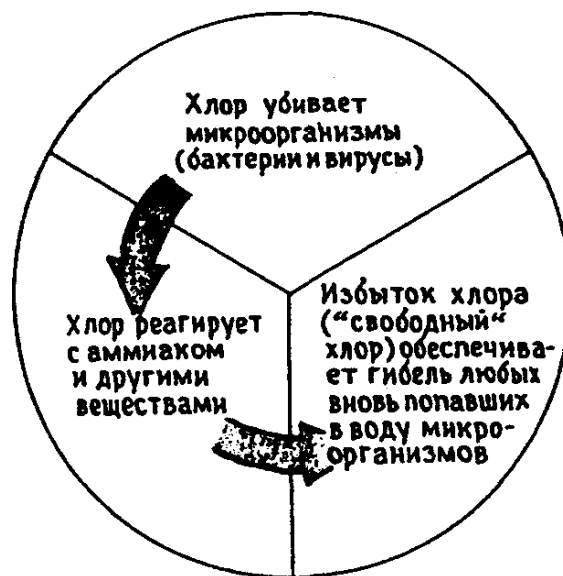 Хлор убивает
микроорганизмы
(бактерии и вирусы)
Хлор реагирует
с аммиаком
и другими
веществами
Избыток хлора
(“свободный“
хлор) обеспечива-
ет гибель любых
вновь попавших
в воду микро-
организмов